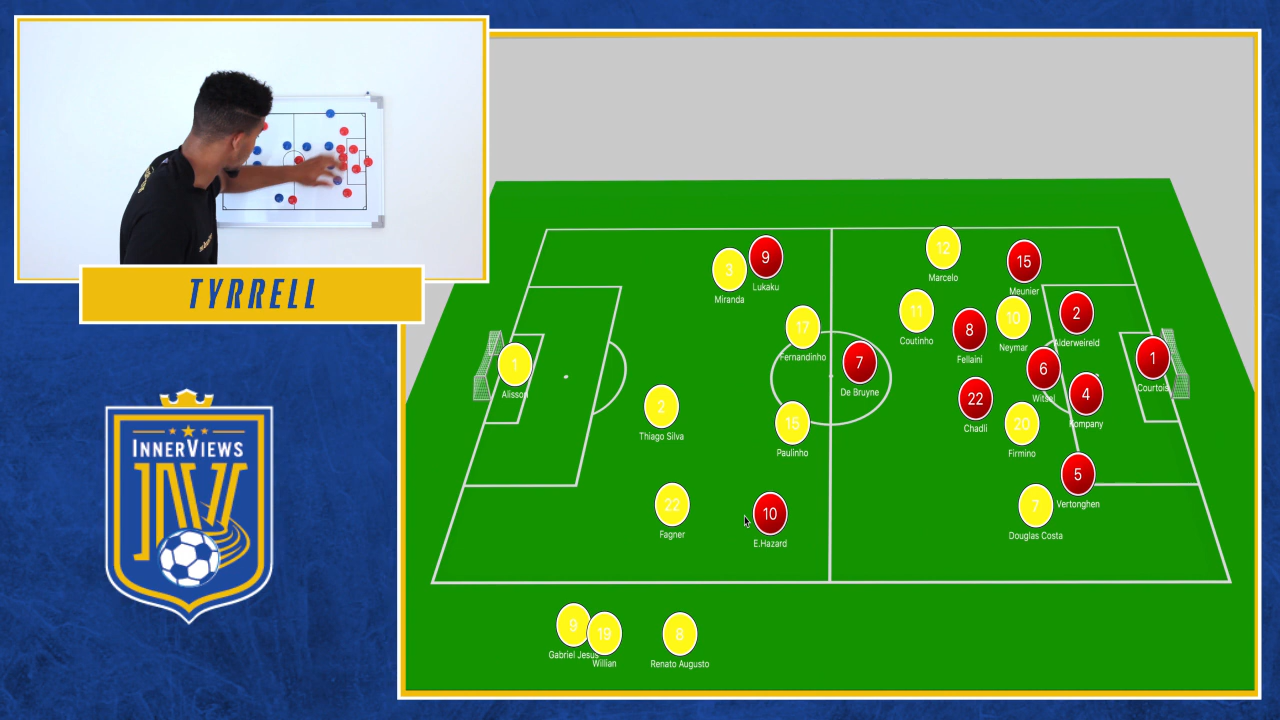 TYRRELL
INNERVIEWS
IV
12
Marcelo
9
Lukaku
15
Meunier
3
Miranda
11
Coutinho
10
Neymar
2
Alderweireld
17
Fernandinho
8
Fellaini
1
Alisson
7
De Bruyne
6
Witsel
1
Courtois
2
Thiago Silva
22
Chadli
4
Kompany
15
Paulinho
20
Firmino
5
Vertonghen
22
Fagner
10
E.Hazard
7
Douglas Costa
9
Gabriel Jesus
19
Willian
8
Renato Augusto